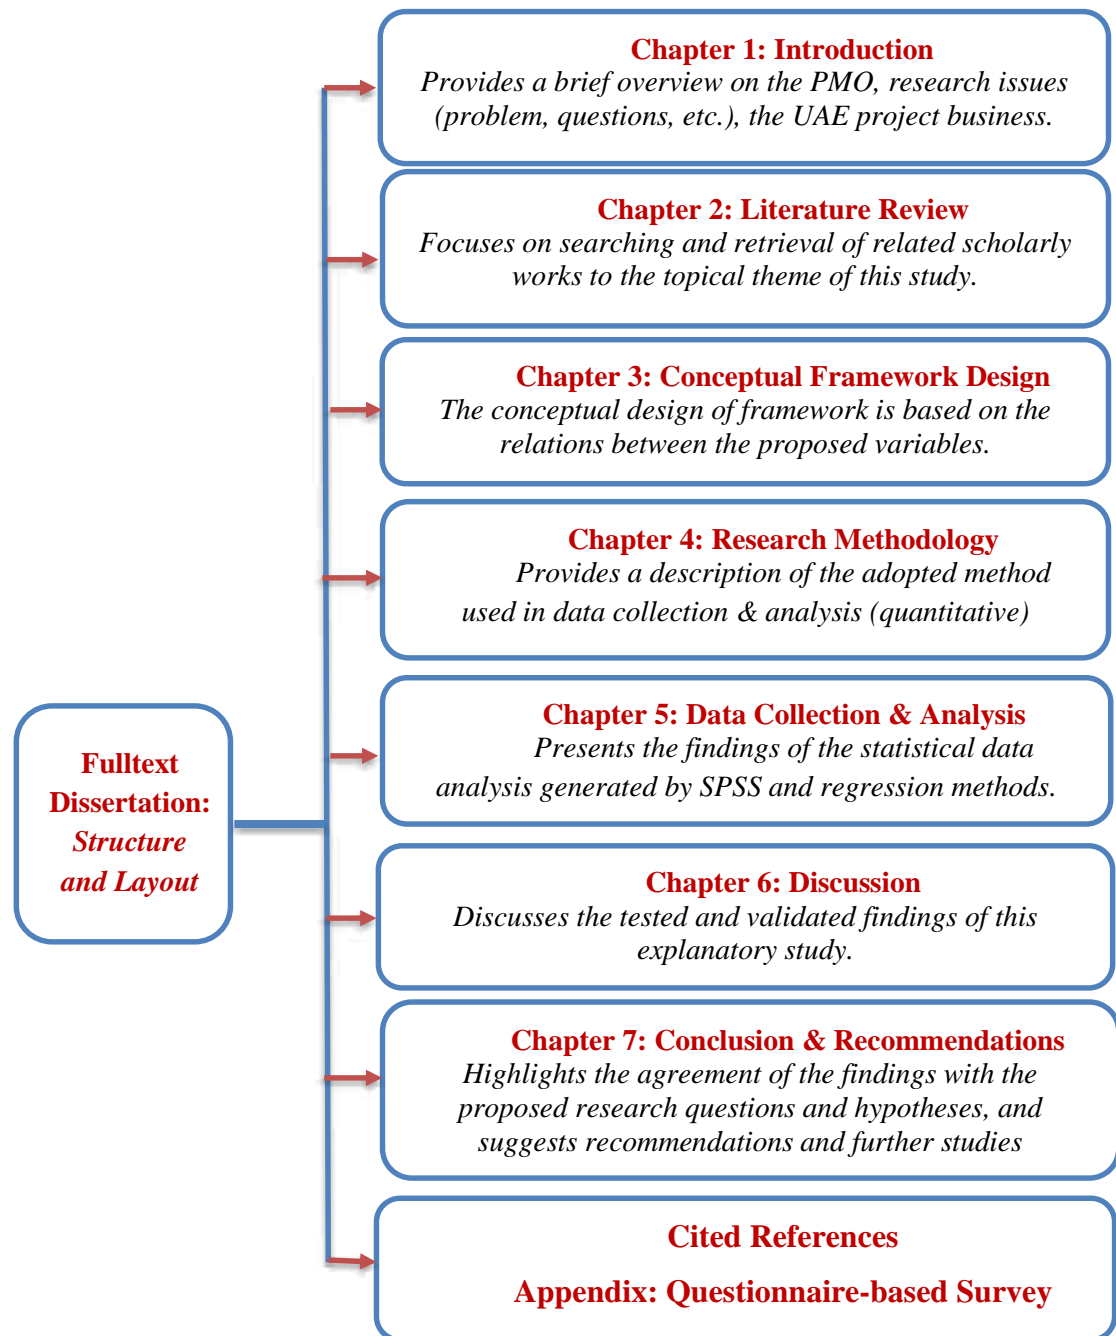 Chapter 1: Introduction
Provides a brief overview on the PMO, research issues
(problem, questions, etc.), the UAE project business.
Chapter 2: Literature Review
Focuses on searching and retrieval of related scholarly
works to the topical theme of this study.
Chapter 3: Conceptual Framework Design
The conceptual design of framework is based on the
relations between the proposed variables.
Chapter 4: Research Methodology
Provides a description of the adopted method
used in data collection & analysis (quantitative)
Fulltext
Dissertation:
Structure
and Layout
Chapter 5: Data Collection & Analysis
Presents the findings of the statistical data
analysis generated by SPSS and regression methods.
Chapter 6: Discussion
Discusses the tested and validated findings of this
explanatory study.
Chapter 7: Conclusion & Recommendations
Highlights the agreement of the findings with the
proposed research questions and hypotheses, and
suggests recommendations and further studies
Cited References
Appendix: Questionnaire-based Survey